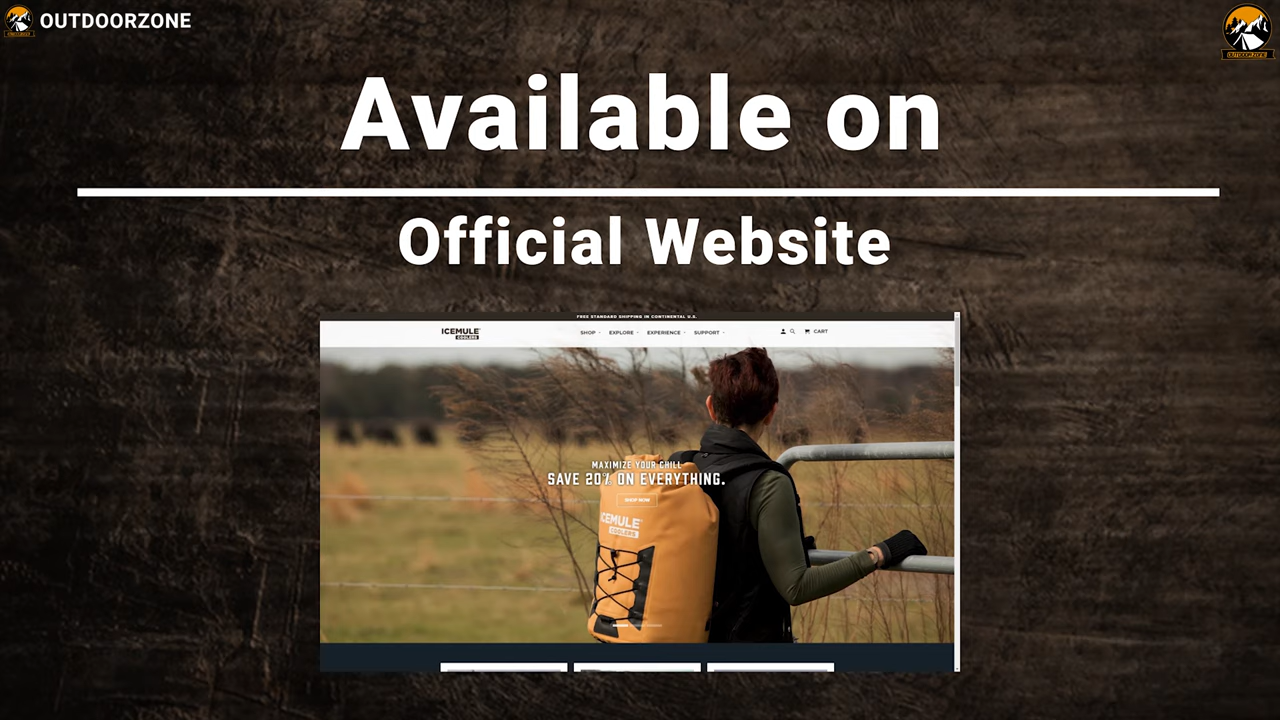 OUTDOORZONE
OUTDOORZONE
Available on
Official Website
FREE STANDARD SHIPPING IN CONTINENTAL U.S.
ICEMULE
COOLERS
SHOP EXPLORE EXPERIENCE SUPPORT
CART
MAXIMIZE YOUR CHILL
SAVE 20% ON EVERYTHING.
SHOP NOW
ICEMULE
COOLERS